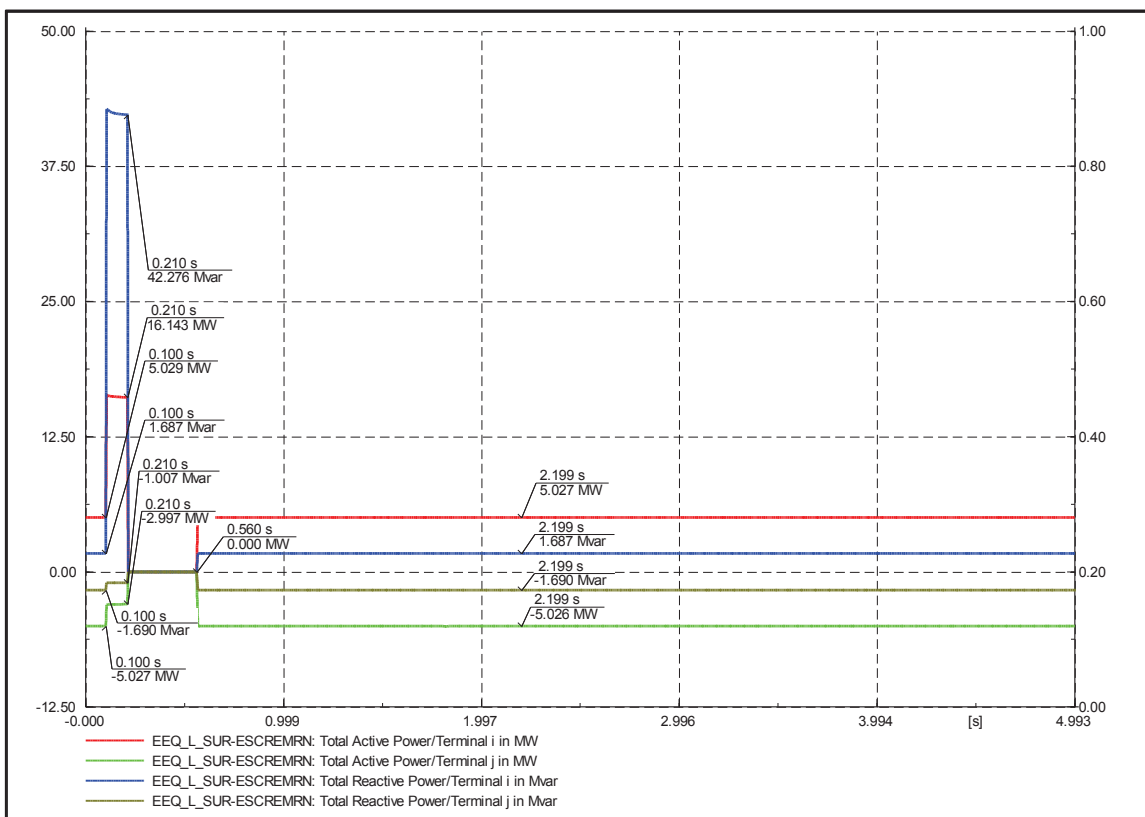 50.00
1.00
37.50
0.80
0.210 s
42.276 Mvar
25.00
0.60
0.210 s
16.143 MW
0.100 s
5.029 MW
0.100 s
1.687 Mvar
12.50
0.40
0.210 s
-1.007 Mvar
0.210 s
-2.997 MW
0.560 s
0.000 MW
2.199 s
5.027 MW
2.199 s
1.687 Mvar
0.00
0.20
2.199 s
-1.690 Mvar
2.199 s
-5.026 MW
0.100 s
-1.690 Mvar
0.100 s
-5.027 MW
-12.50
0.00
-0.000 0.999 1.997 2.996 3.994 [s] 4.993
EEQ_L_SUR-ESCREMRN: Total Active Power/Terminal i in MW
EEQ_L_SUR-ESCREMRN: Total Active Power/Terminal j in MW
EEQ_L_SUR-ESCREMRN: Total Reactive Power/Terminal i in Mvar
EEQ_L_SUR-ESCREMRN: Total Reactive Power/Terminal j in Mvar